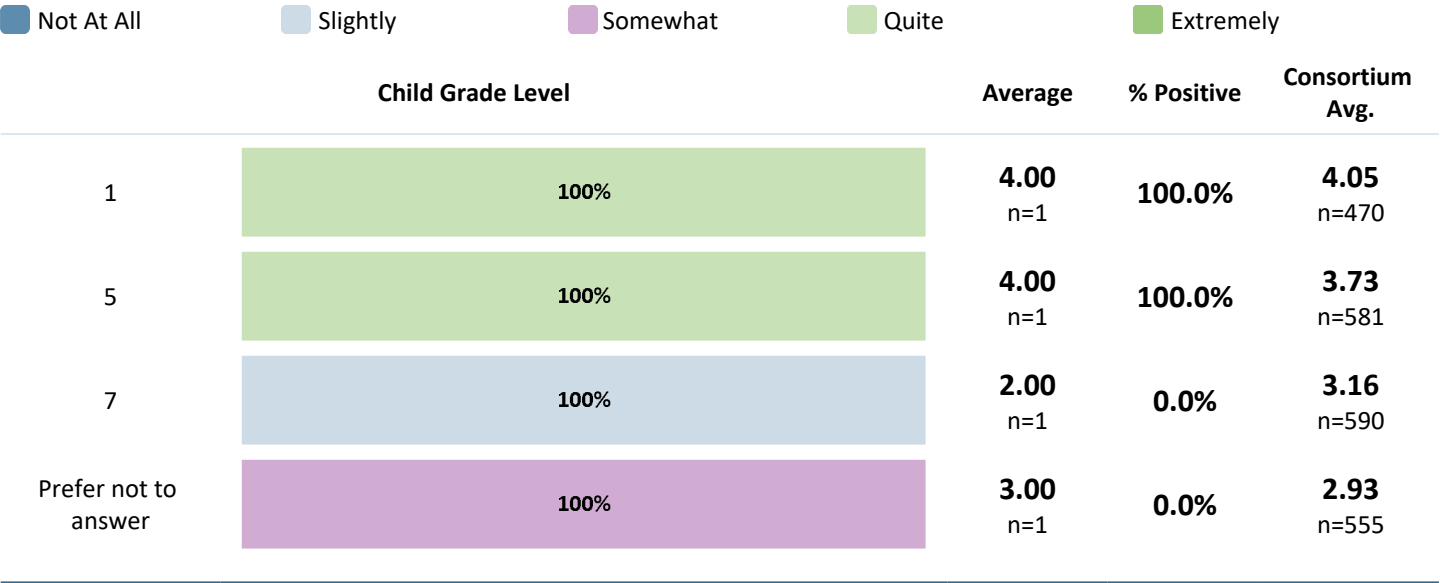 Not At All Slightly Somewhat Quite Extremely
Child Grade Level Average % Positive Consortium Avg.
1 100% 4.00 n=1 100.0% 4.05 n=470
5 100% 4.00 n=1 100.0% 3.73 n=581
7 100% 2.00 n=1 0.0% 3.16 n=590
Prefer not to answer 100% 3.00 n=1 0.0% 2.93 n=555